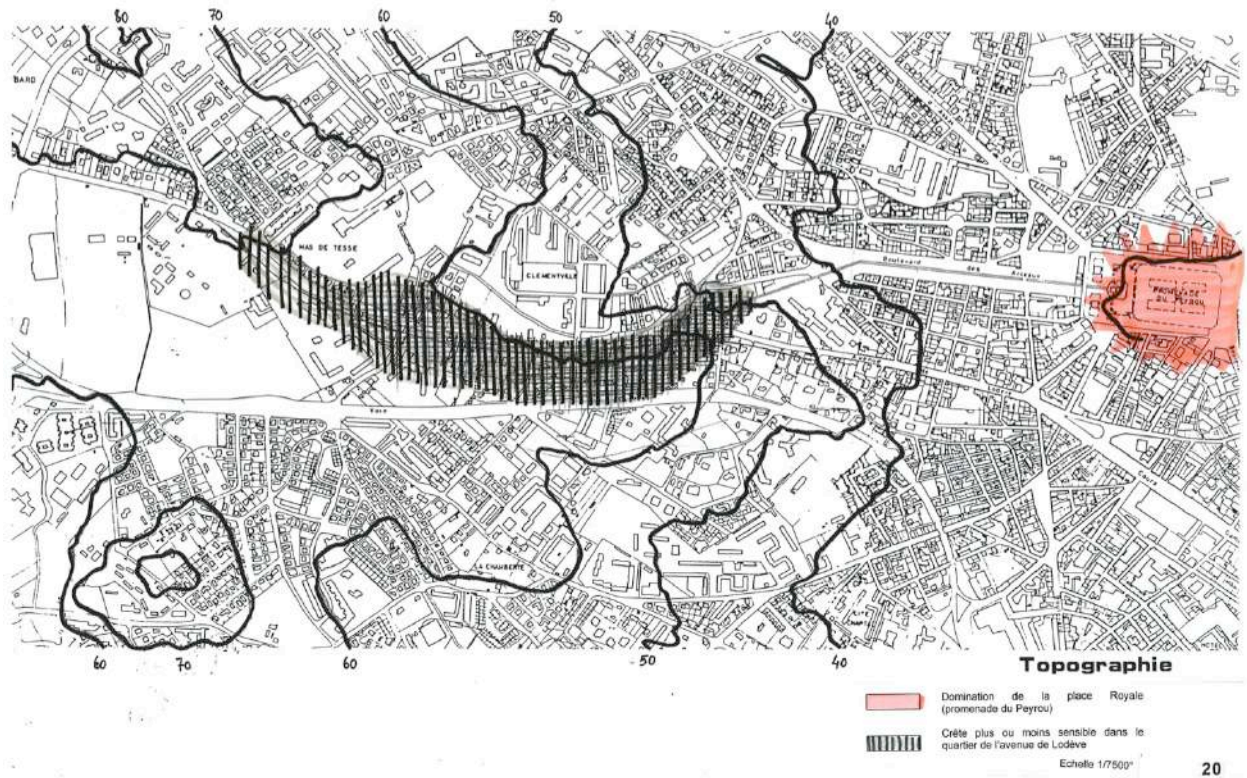 80 70 60 50 40
BARD
MAS DE TESSE
CLEMENTVILLE
Boulevard des Arceaux
PROMENADE
DU PEYROU
LA CHAMBERTE
60 70 60 50 40
Topographie
Domination de la place Royale
(promenade du Peyrou)
Crête plus ou moins sensible dans le
quartier de l'avenue de Lodève
Echelle 1/7500°
20